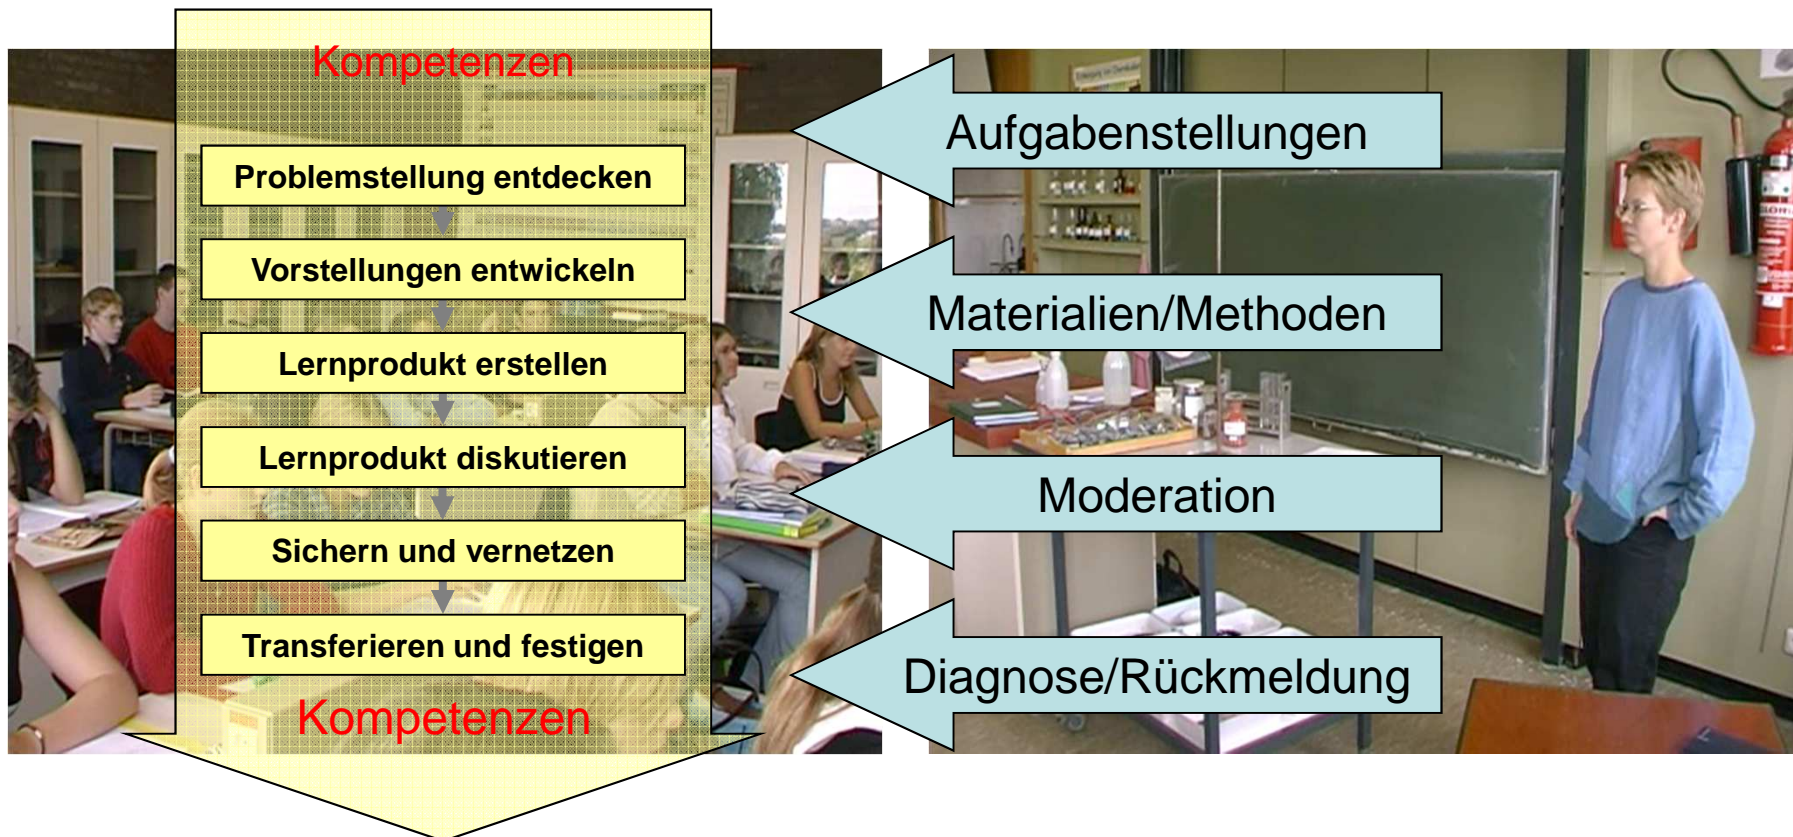 Kompetenzen
Problemstellung entdecken
Vorstellungen entwickeln
Lernprodukt erstellen
Lernprodukt diskutieren
Sichern und vernetzen
Transferieren und festigen
Kompetenzen
Aufgabenstellungen
Materialien/Methoden
Moderation
Diagnose/Rückmeldung